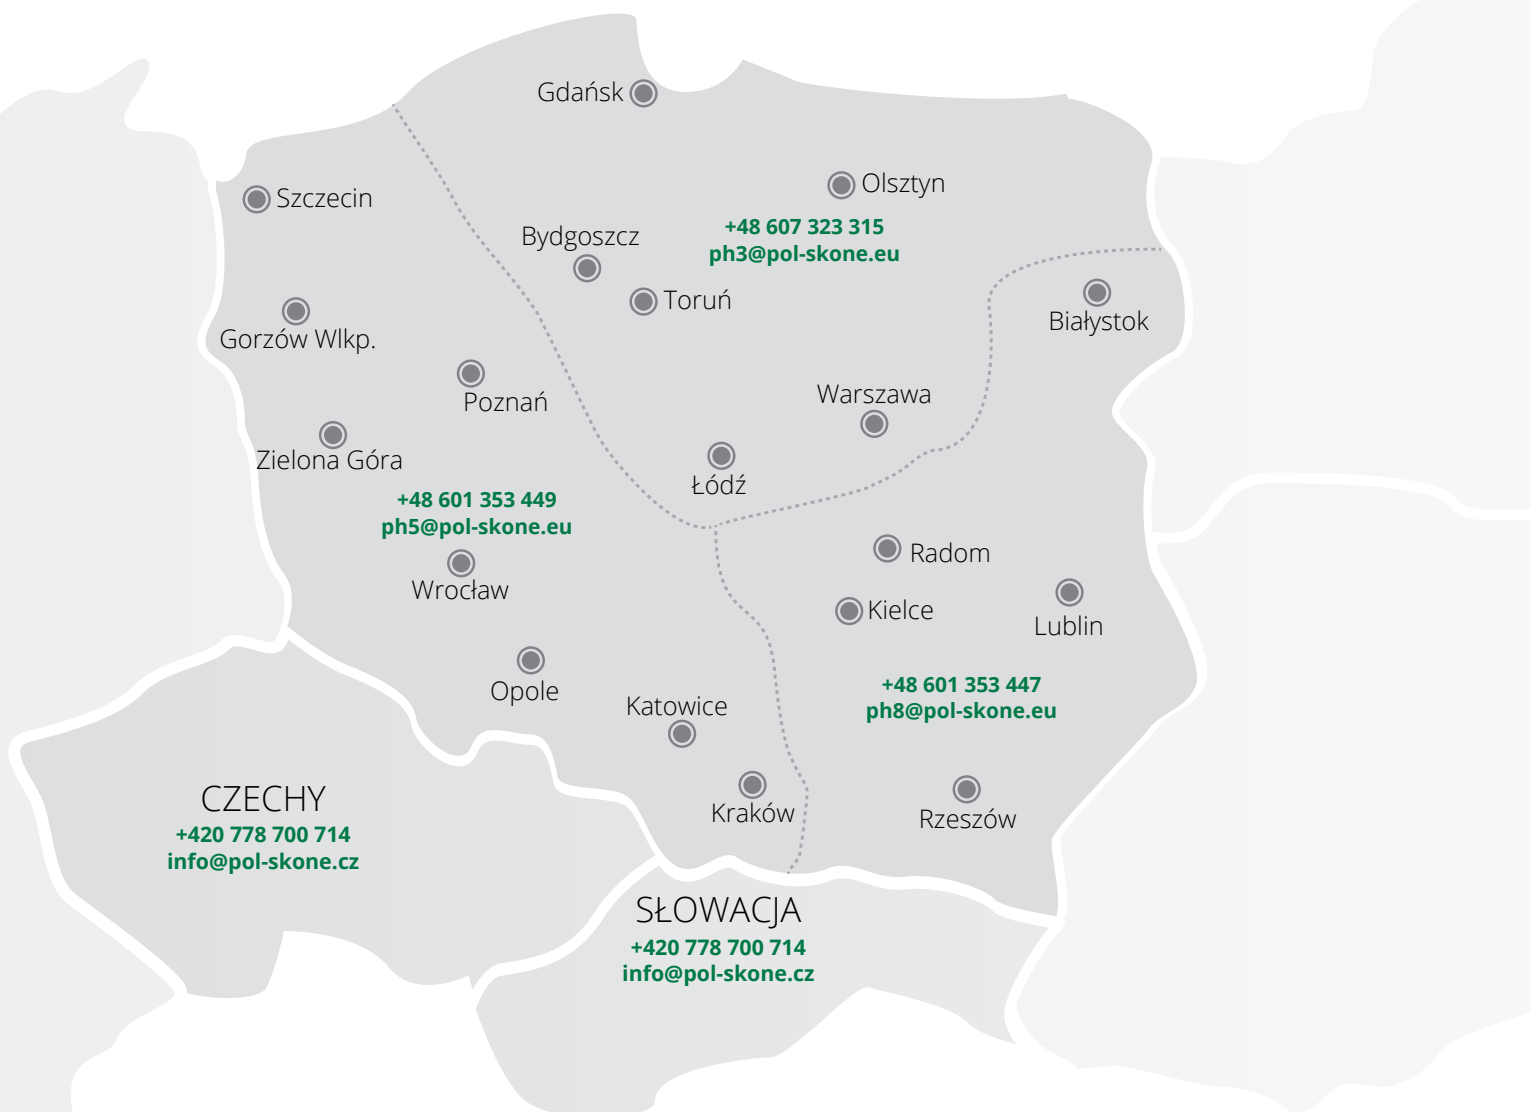 Gdańsk
Olsztyn
Szczecin
+48 607 323 315
ph3@pol-skone.eu
Bydgoszcz
Toruń
Białystok
Gorzów Wlkp.
Poznań
Warszawa
Zielona Góra
Łódź
+48 601 353 449
ph5@pol-skone.eu
Wrocław
Radom
Kielce
Lublin
Opole
Katowice
+48 601 353 447
ph8@pol-skone.eu
Kraków
Rzeszów
CZECHY
+420 778 700 714
info@pol-skone.cz
SŁOWACJA
+420 778 700 714
info@pol-skone.cz